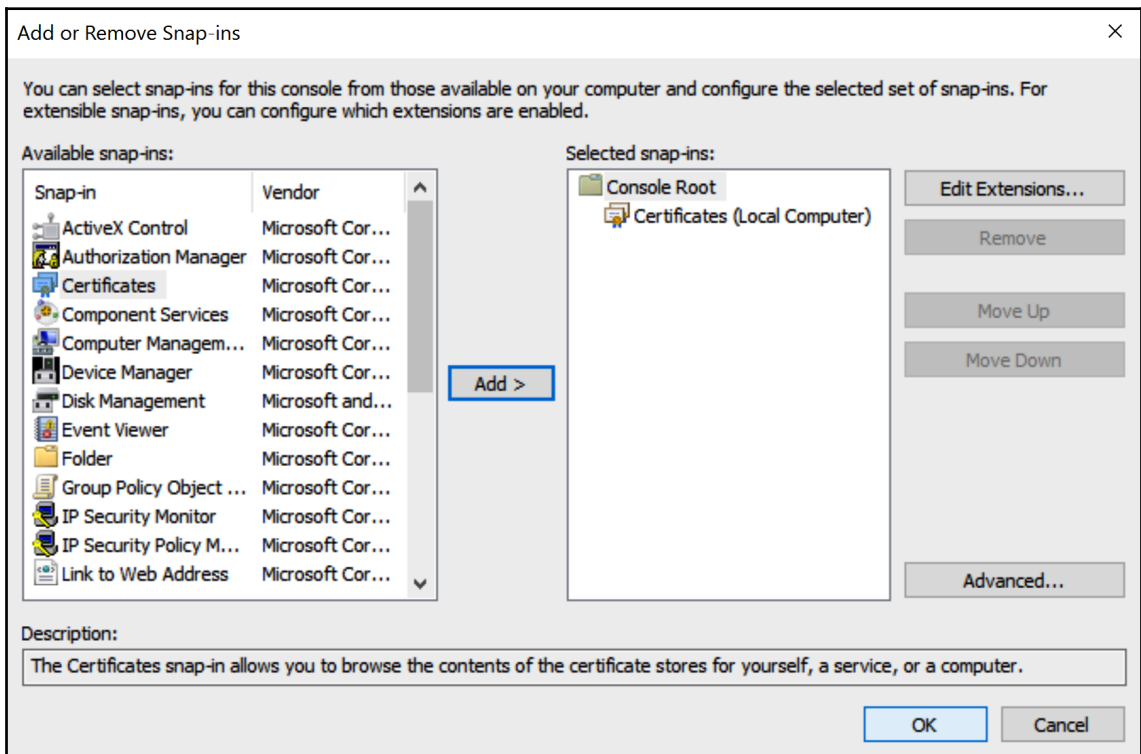 Add or Remove Snap-ins
You can select snap-ins for this console from those available on your computer and configure the selected set of snap-ins. For
extensible snap-ins, you can configure which extensions are enabled.
Available snap-ins:
Selected snap-ins:
Snap-in Vendor
ActiveX Control Microsoft Cor...
Authorization Manager Microsoft Cor...
Certificates Microsoft Cor...
Component Services Microsoft Cor...
Computer Managem... Microsoft Cor...
Device Manager Microsoft Cor...
Disk Management Microsoft and...
Event Viewer Microsoft Cor...
Folder Microsoft Cor...
Group Policy Object ... Microsoft Cor...
IP Security Monitor Microsoft Cor...
IP Security Policy M... Microsoft Cor...
Link to Web Address Microsoft Cor...
Add >
Console Root
Certificates (Local Computer)
Edit Extensions...
Remove
Move Up
Move Down
Advanced...
Description:
The Certificates snap-in allows you to browse the contents of the certificate stores for yourself, a service, or a computer.
OK
Cancel